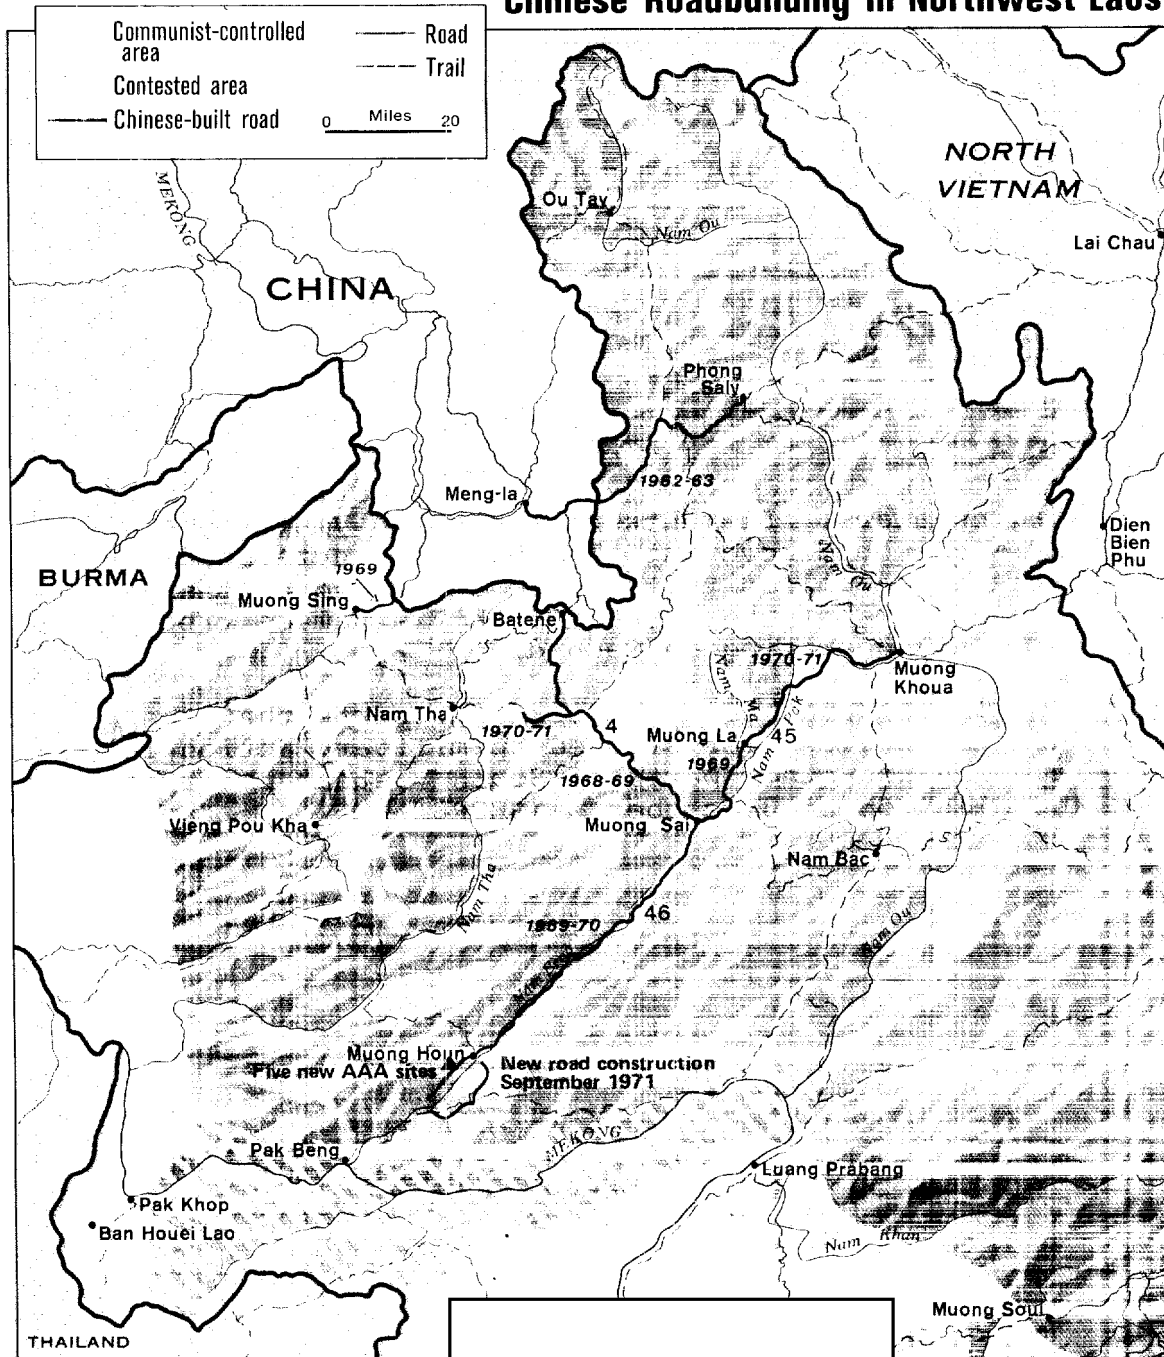 Chinese Roadbuilding in Northwest Laos
Communist-controlled
area
Contested area
Chinese-built road
Road
Trail
0 Miles 20
MEKONG
CHINA
NORTH
VIETNAM
Ou Tay
Nam Ou
Lai Chau
Phong
Saly
1962-63
Meng-la
Dien
Bien
Phu
BURMA
1969
Muong Sing
Nam Ou
Batene
1970-71
Muong
Khoua
Nam Tha
1970-71
4
Nam
Muong La
45
Nam
1969
1968-69
Vieng Pou Kha
Muong Sai
Nam Bac
Nam Tha
46
1969-70
Nam Ou
Muong Houn
Five new AAA sites
New road construction
September 1971
Pak Beng
MEKONG
Luang Prabang
Pak Khop
Ban Houei Lao
Nam Khan
Muong Soui
THAILAND